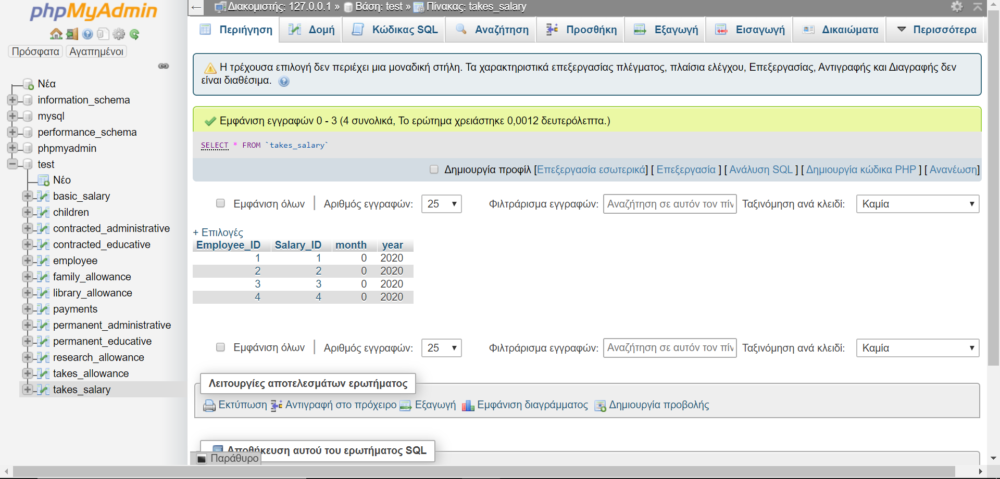 phpMyAdmin
Πρόσφατα Αγαπημένοι
Νέα
information_schema
mysql
performance_schema
phpmyadmin
test
Νέο
basic_salary
children
contracted_administrative
contracted_educative
employee
family_allowance
library_allowance
payments
permanent_administrative
permanent_educative
research_allowance
takes_allowance
takes_salary
← Διακομιστής: 127.0.0.1 » Βάση: test » Πίνακας: takes_salary
Περιήγηση Δομή Κώδικας SQL Αναζήτηση Προσθήκη Εξαγωγή Εισαγωγή Δικαιώματα ▼ Περισσότερα
Η τρέχουσα επιλογή δεν περιέχει μια μοναδική στήλη. Τα χαρακτηριστικά επεξεργασίας πλέγματος, πλαίσια ελέγχου, Επεξεργασίας, Αντιγραφής και Διαγραφής δεν
είναι διαθέσιμα.
Εμφάνιση εγγραφών 0 - 3 (4 συνολικά, Το ερώτημα χρειάστηκε 0,0012 δευτερόλεπτα.)
SELECT * FROM `takes_salary`
Δημιουργία προφίλ [Επεξεργασία εσωτερικά] [ Επεξεργασία ] [ Ανάλυση SQL ] [ Δημιουργία κώδικα PHP ] [ Ανανέωση]
Εμφάνιση όλων | Αριθμός εγγραφών: 25 Φιλτράρισμα εγγραφών: Αναζήτηση σε αυτόν τον πίν Ταξινόμηση ανά κλειδί: Καμία
+ Επιλογές
Employee_ID Salary_ID month year
1 1 0 2020
2 2 0 2020
3 3 0 2020
4 4 0 2020
Εμφάνιση όλων | Αριθμός εγγραφών: 25 Φιλτράρισμα εγγραφών: Αναζήτηση σε αυτόν τον πίν Ταξινόμηση ανά κλειδί: Καμία
Λειτουργίες αποτελεσμάτων ερωτήματος
Εκτύπωση Αντιγραφή στο πρόχειρο Εξαγωγή Εμφάνιση διαγράμματος Δημιουργία προβολής
Αποθήκευση αυτού του ερωτήματος SQL
Παράθυρο